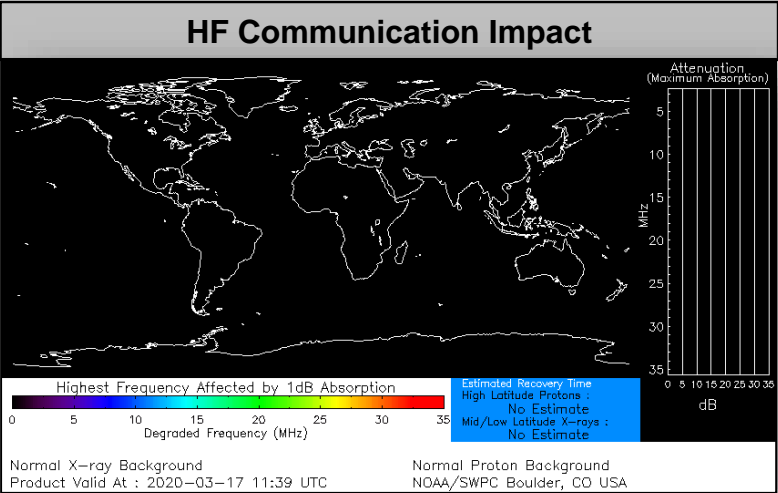 HF Communication Impact
Attenuation
(Maximum Absorption)
5
10
15
20
25
30
35
MHz
0 5 10 15 20 25 30 35
dB
Highest Frequency Affected by 1dB Absorption
0 5 10 15 20 25 30 35
Degraded Frequency (MHz)
Estimated Recovery Time
High Latitude Protons :
No Estimate
Mid/Low Latitude X-rays :
No Estimate
Normal X-ray Background
Normal Proton Background
Product Valid At : 2020-03-17 11:39 UTC
NOAA/SWPC Boulder, CO USA